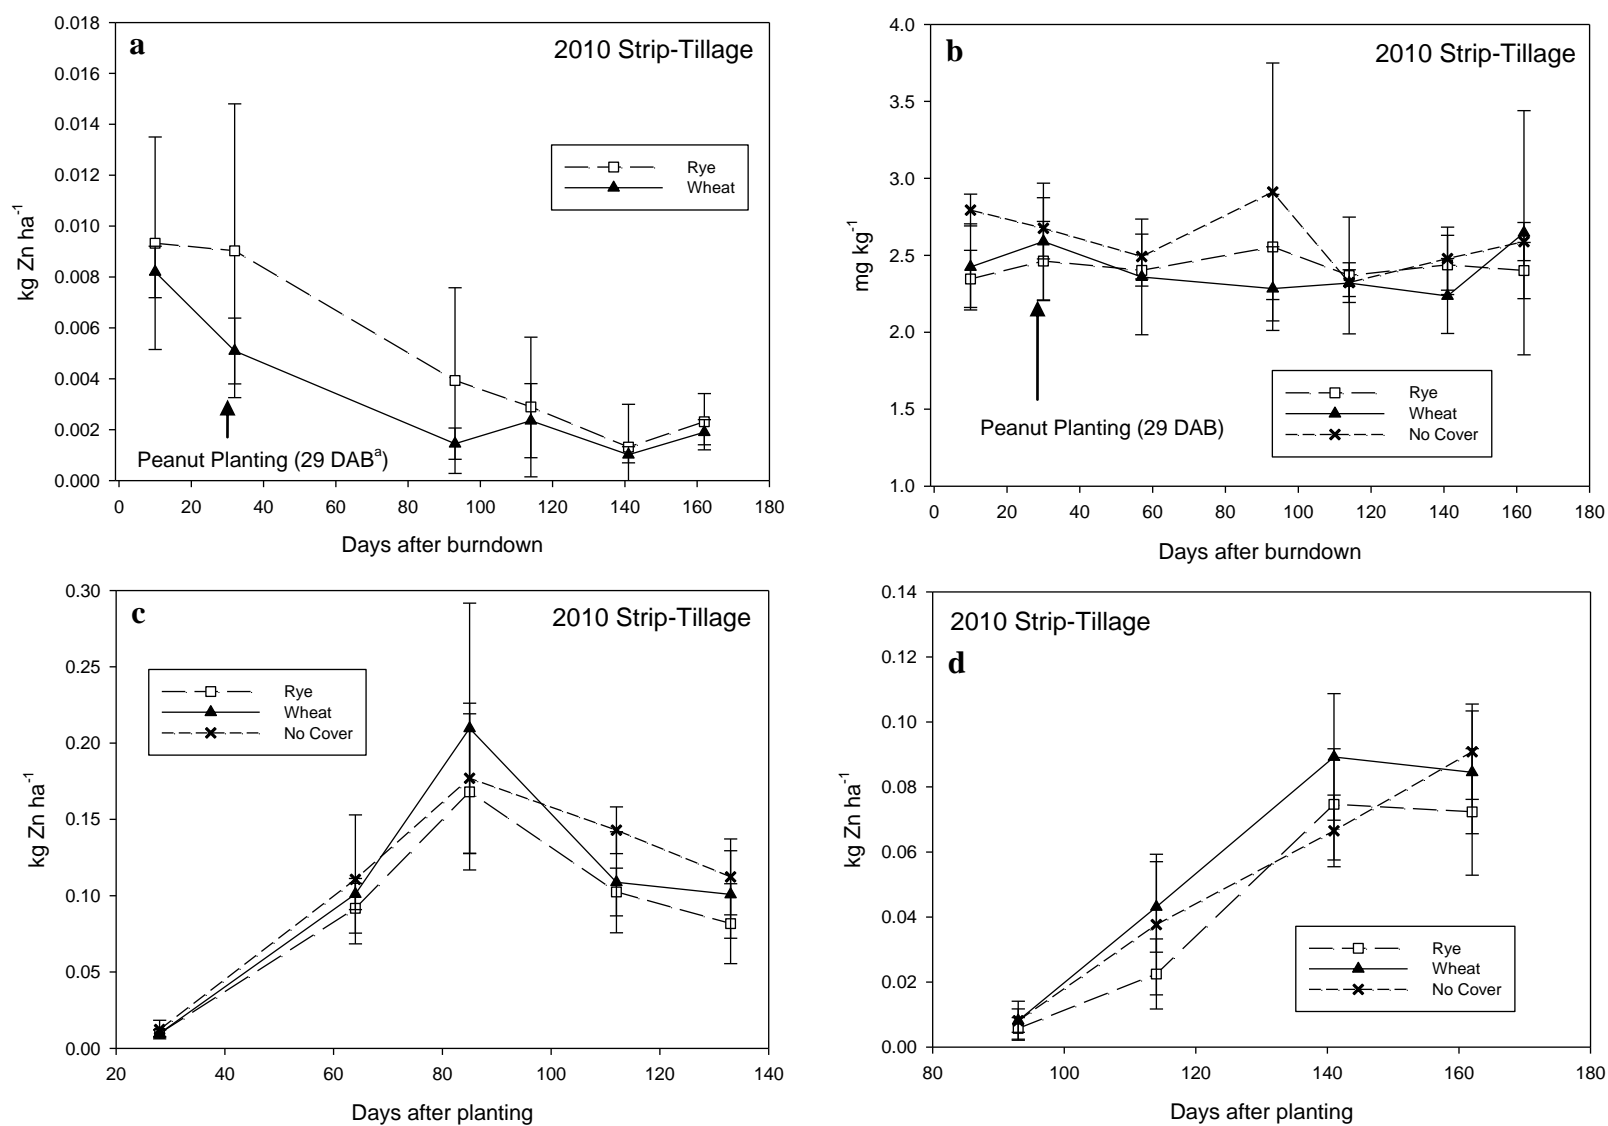 a
2010 Strip-Tillage
0.018
0.016
0.014
0.012
0.010
0.008
0.006
0.004
0.002
0.000
kg Zn ha-1
Rye
Wheat
Peanut Planting (29 DABa)
0 20 40 60 80 100 120 140 160 180
Days after burndown
b
2010 Strip-Tillage
4.0
3.5
3.0
2.5
2.0
1.5
1.0
mg kg-1
Peanut Planting (29 DAB)
Rye
Wheat
No Cover
0 20 40 60 80 100 120 140 160 180
Days after burndown
c
2010 Strip-Tillage
0.30
0.25
0.20
0.15
0.10
0.05
0.00
kg Zn ha-1
Rye
Wheat
No Cover
20 40 60 80 100 120 140
Days after planting
2010 Strip-Tillage
d
0.14
0.12
0.10
0.08
0.06
0.04
0.02
0.00
kg Zn ha-1
Rye
Wheat
No Cover
80 100 120 140 160 180
Days after planting